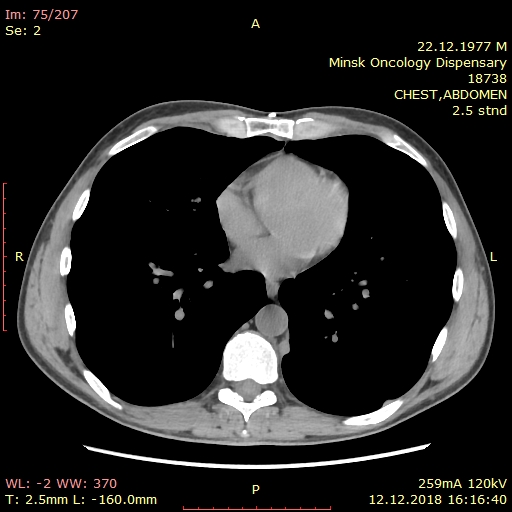 Im: 75/207
Se: 2
A
22.12.1977 M
Minsk Oncology Dispensary
18738
CHEST,ABDOMEN
2.5 stnd
R
L
WL: -2 WW: 370
T: 2.5mm L: -160.0mm
P
259mA 120kV
12.12.2018 16:16:40